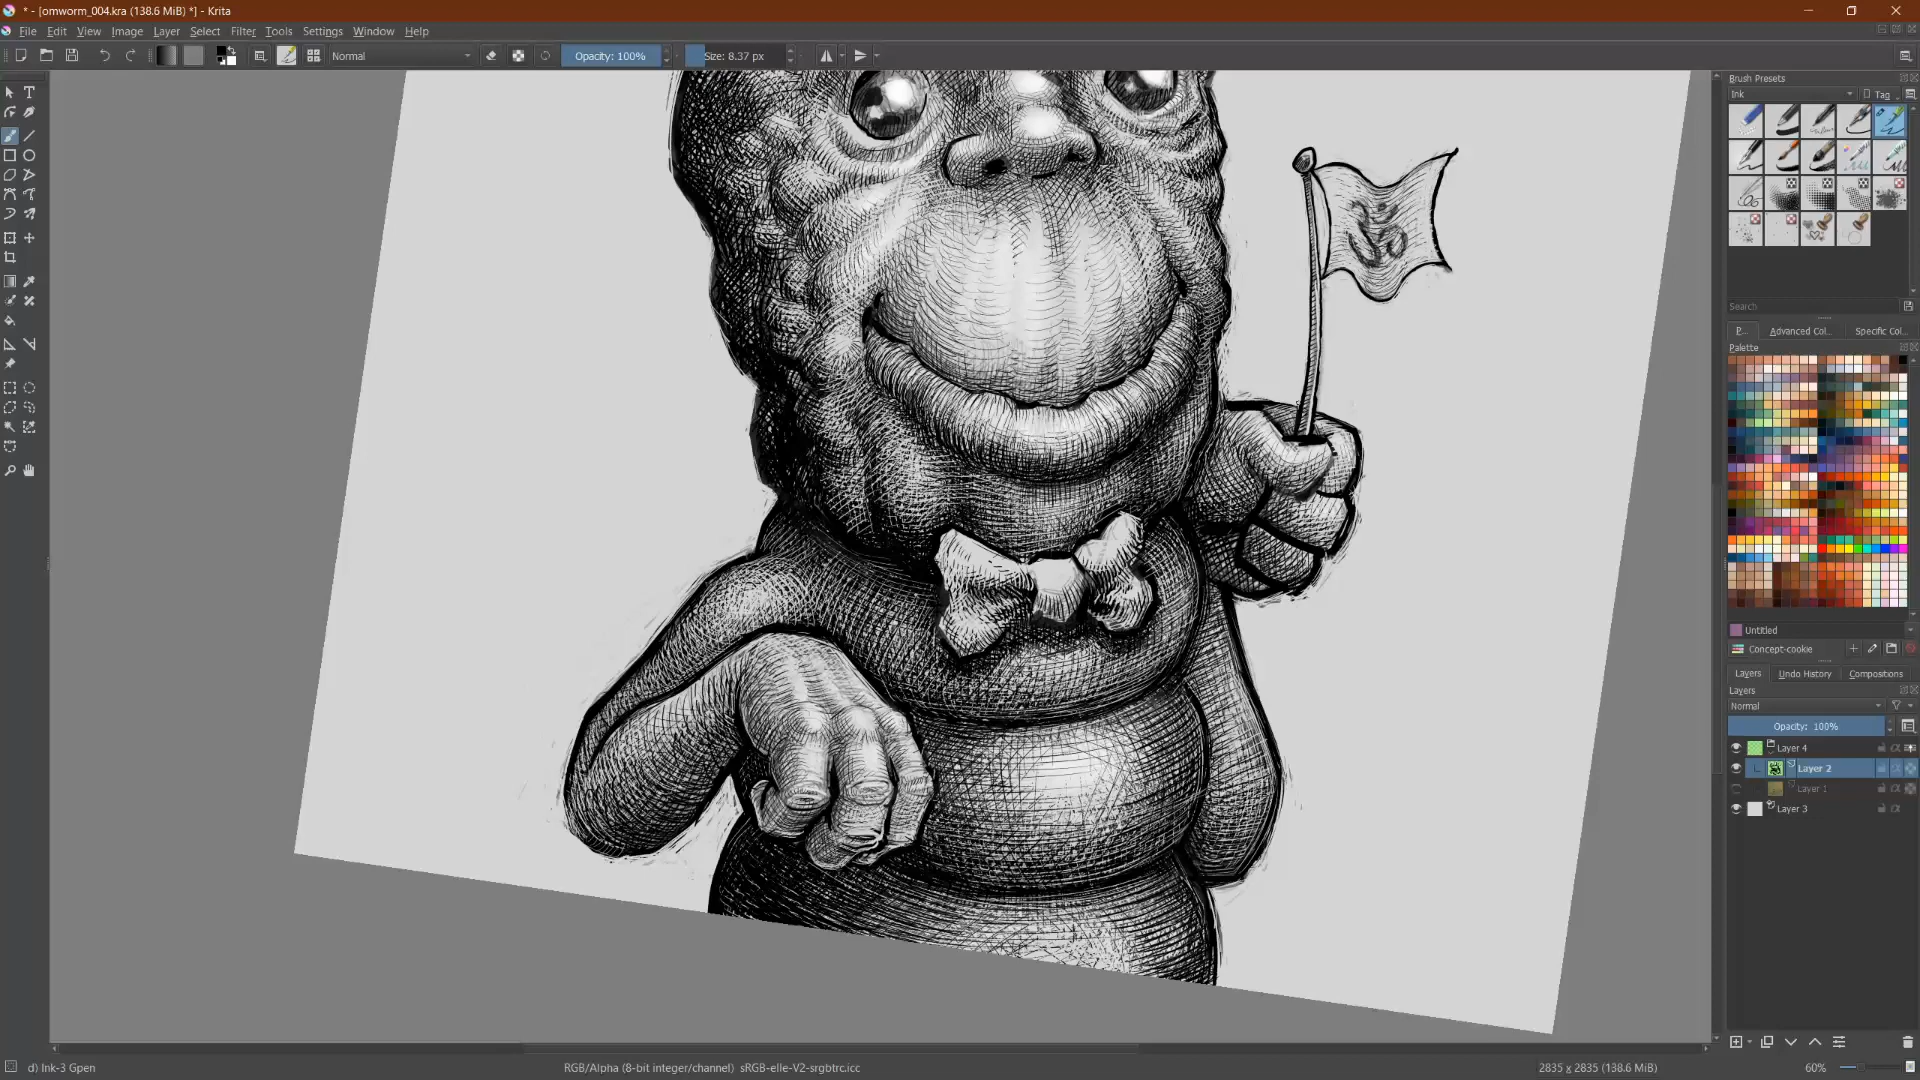 * - [omworm_004.kra (138.6 MiB) *] - Krita
File Edit View Image Layer Select Filter Tools Settings Window Help
Normal Opacity: 100% Size: 8.37 px
Brush Presets
Ink Tag
Search
P... Advanced Col... Specific Col...
Palette
Untitled
Concept-cookie
Layers Undo History Compositions
Layers
Normal
Opacity: 100%
Layer 4
Layer 2
Layer 1
Layer 3
d) Ink-3 Gpen RGB/Alpha (8-bit integer/channel) sRGB-elle-V2-srgbtrc.icc 2835 x 2835 (138.6 MiB) 60%